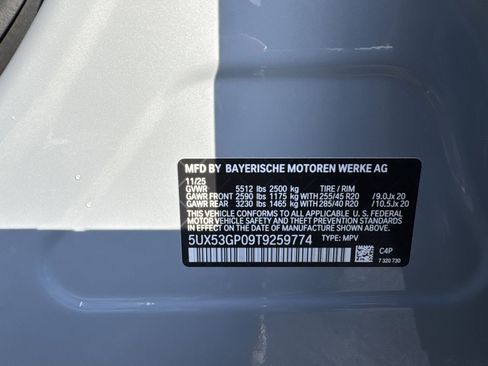 MFD BY BAYERISCHE MOTOREN WERKE AG
11/25
GVWR 5512 lbs 2500 kg TIRE / RIM
GAWR FRONT 2590 lbs 1175 kg 255/45 R20 /9.0Jx 20
GAWR REAR 3230 lbs 1465 kg 285/40 R20 /10.5Jx 20
THIS VEHICLE CONFORMS TO ALL APPLICABLE U.S. FEDERAL
MOTOR VEHICLE SAFETY, BUMPER, AND THEFT PREVENTION STANDARDS
IN EFFECT ON THE DATE OF MANUFACTURE SHOWN ABOVE.
5UX53GP09T9259774 TYPE: MPV
C4P
7 320 730